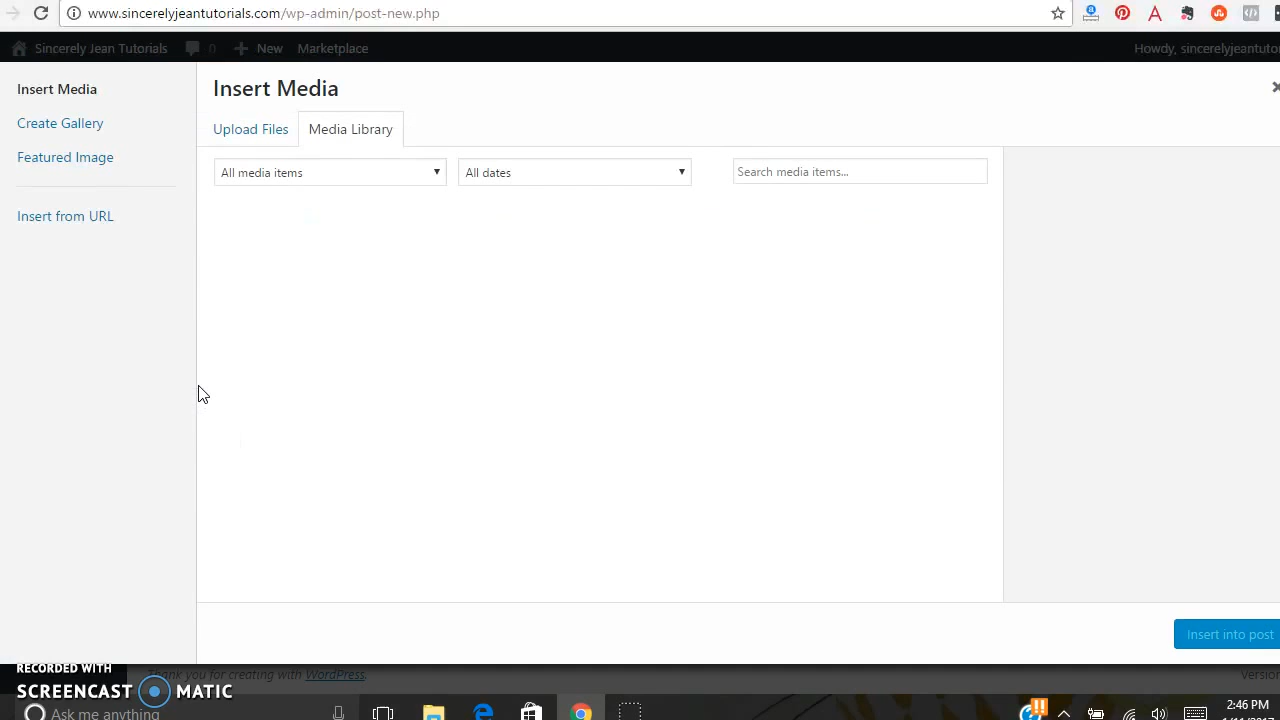 www.sincerelyjeantutorials.com/wp-admin/post-new.php
Sincerely Jean Tutorials 0 New Marketplace
Howdy,
Insert Media
Create Gallery
Featured Image
Insert from URL
Insert Media
Upload Files Media Library
All media items All dates Search media items...
Insert into post
Thank you for creating with WordPress.
RECORDED WITH
SCREENCAST MATIC
Ask me anything
2:46 PM